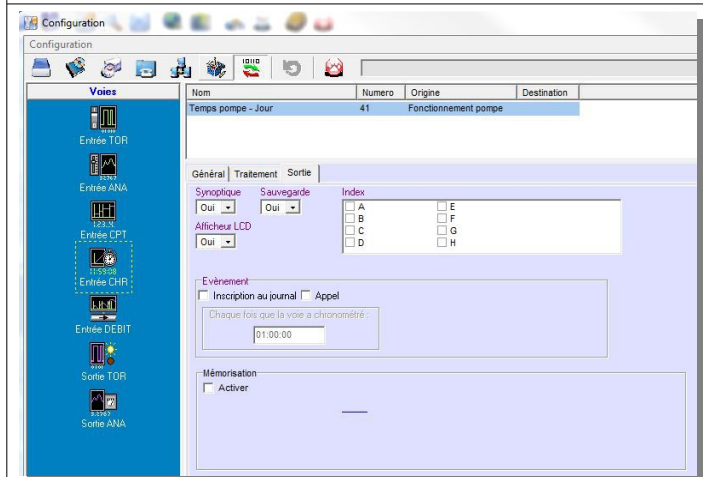 Configuration
Configuration
Voies
Entrée TOR
Entrée ANA
Entrée CPT
11:59:08
Entrée CHR
Entrée DEBIT
Sortie TOR
Sortie ANA
Nom Numero Origine Destination
Temps pompe - Jour 41 Fonctionnement pompe
Général Traitement Sortie
Synoptique Sauvegarde Index
Oui Oui
A E
B F
Afficheur LCD
C G
Oui
D H
Evènement
Inscription au journal Appel
Chaque fois que la voie a chronométré :
01:00:00
Mémorisation
Activer